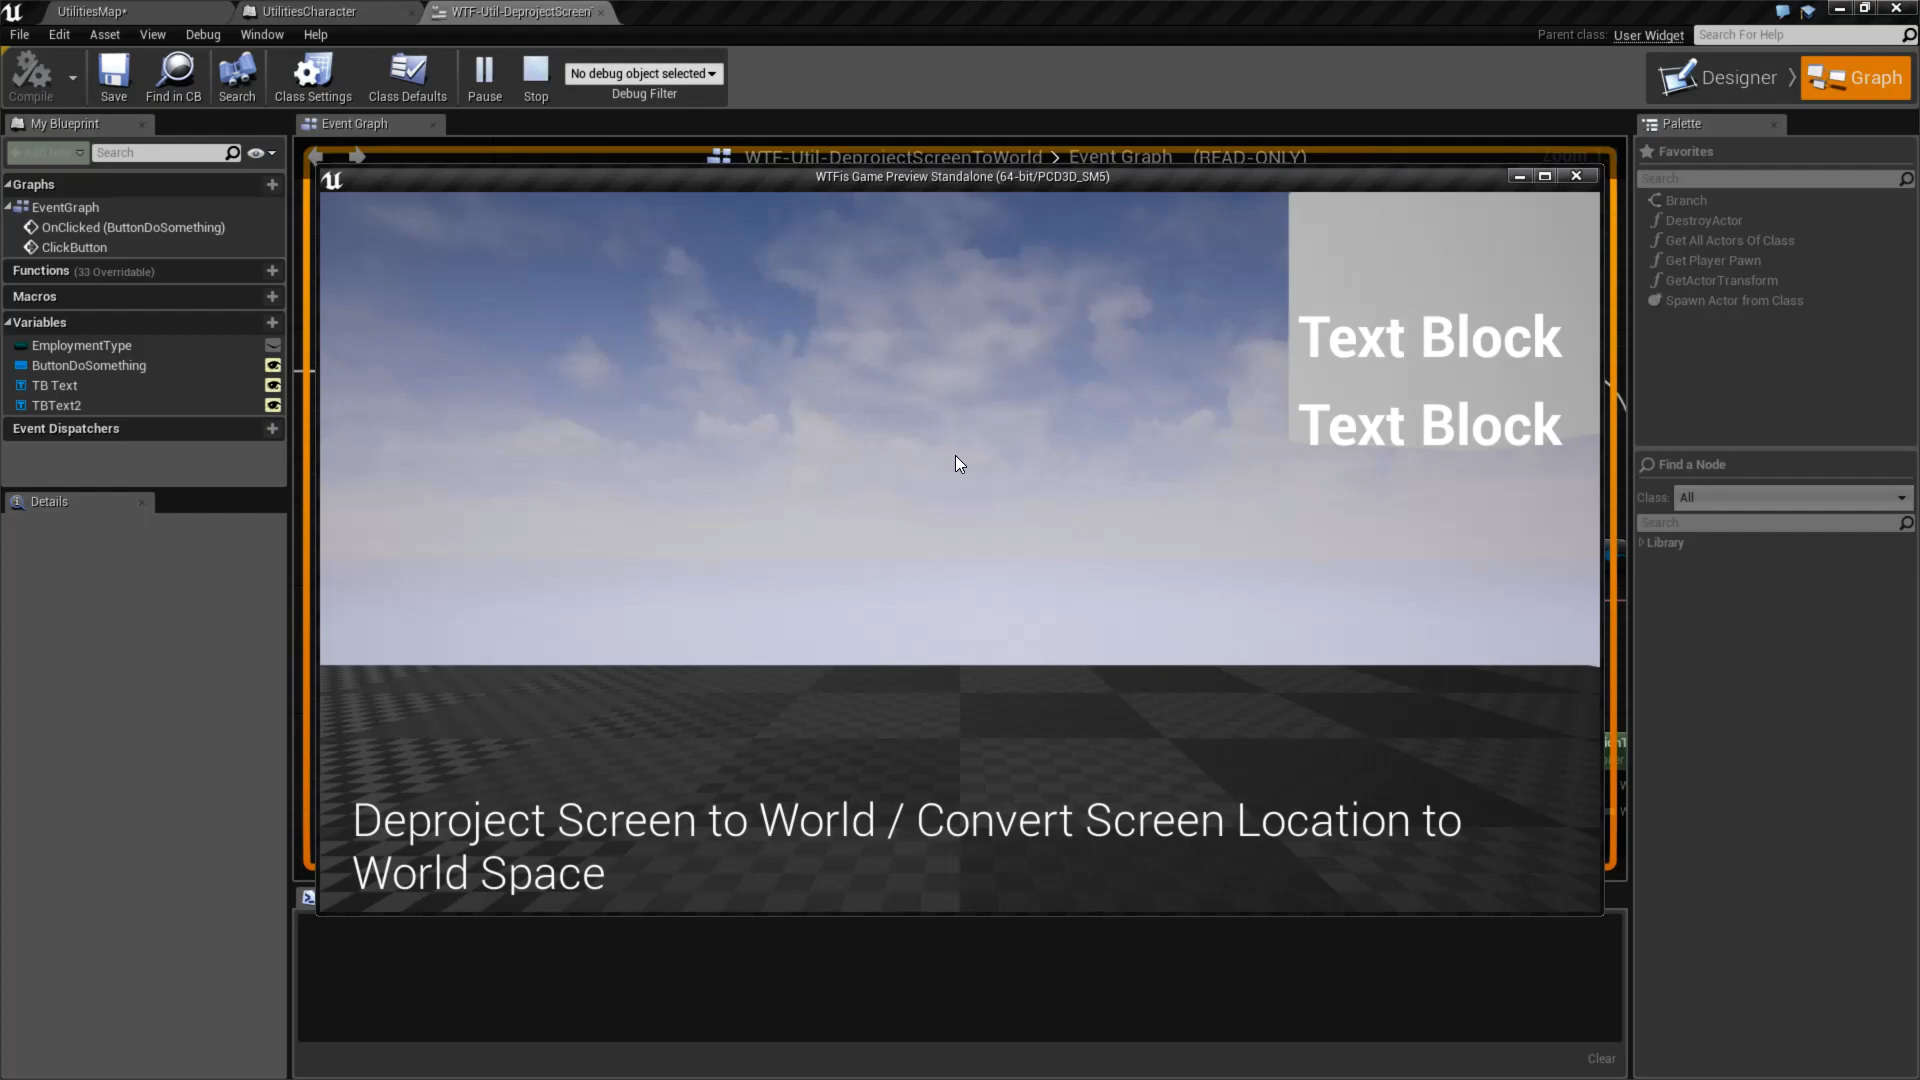 UtilitiesMap*
UtilitiesCharacter
WTF-Util-DeprojectScreen
File Edit Asset View Debug Window Help
Parent class: User Widget
Search For Help
Compile
Save
Find in CB
Search
Class Settings
Class Defaults
Pause
Stop
No debug object selected
Debug Filter
Designer
Graph
My Blueprint
Event Graph
Palette
Add New
Search
WTF-Util-DeprojectScreenToWorld > Event Graph (READ-ONLY)
Zoom
Favorites
WTFis Game Preview Standalone (64-bit/PCD3D_SM5)
Search
Graphs
EventGraph
OnClicked (ButtonDoSomething)
ClickButton
Functions (33 Overridable)
Macros
Variables
EmploymentType
ButtonDoSomething
TB Text
TBText2
Event Dispatchers
Details
Branch
DestroyActor
Get All Actors Of Class
Get Player Pawn
GetActorTransform
Spawn Actor from Class
Text Block
Text Block
Find a Node
Class: All
Search
Library
Deproject Screen to World / Convert Screen Location to
World Space
Clear